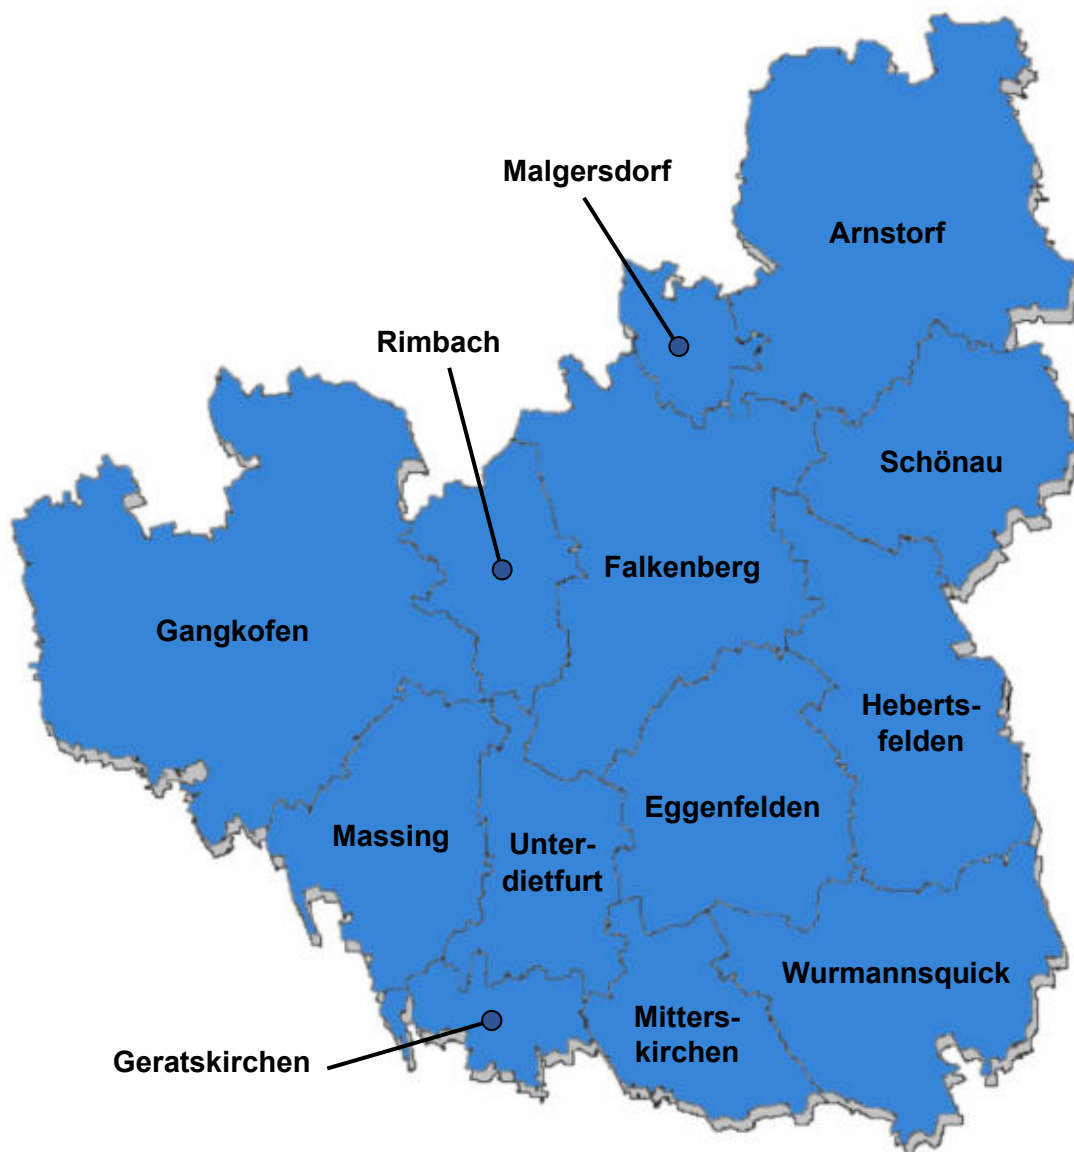 Malgersdorf
Arnstorf
Rimbach
Schönau
Falkenberg
Gangkofen
Heberts-
felden
Eggenfelden
Massing
Unter-
dietfurt
Wurmannsquick
Mitters-
kirchen
Geratskirchen